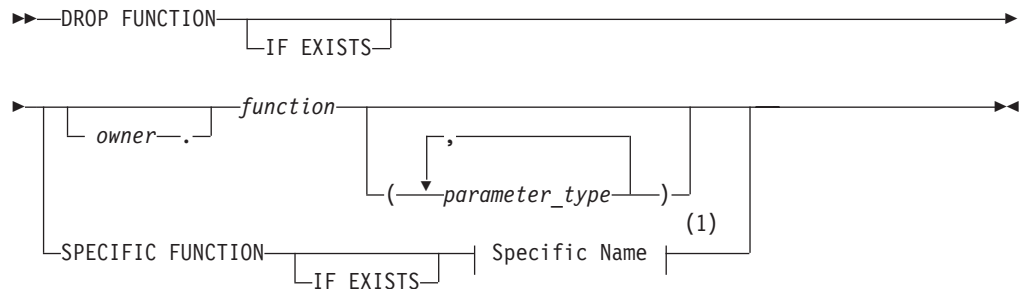 DROP FUNCTION
IF EXISTS
owner . function
,
( parameter_type )
(1)
SPECIFIC FUNCTION Specific Name
IF EXISTS